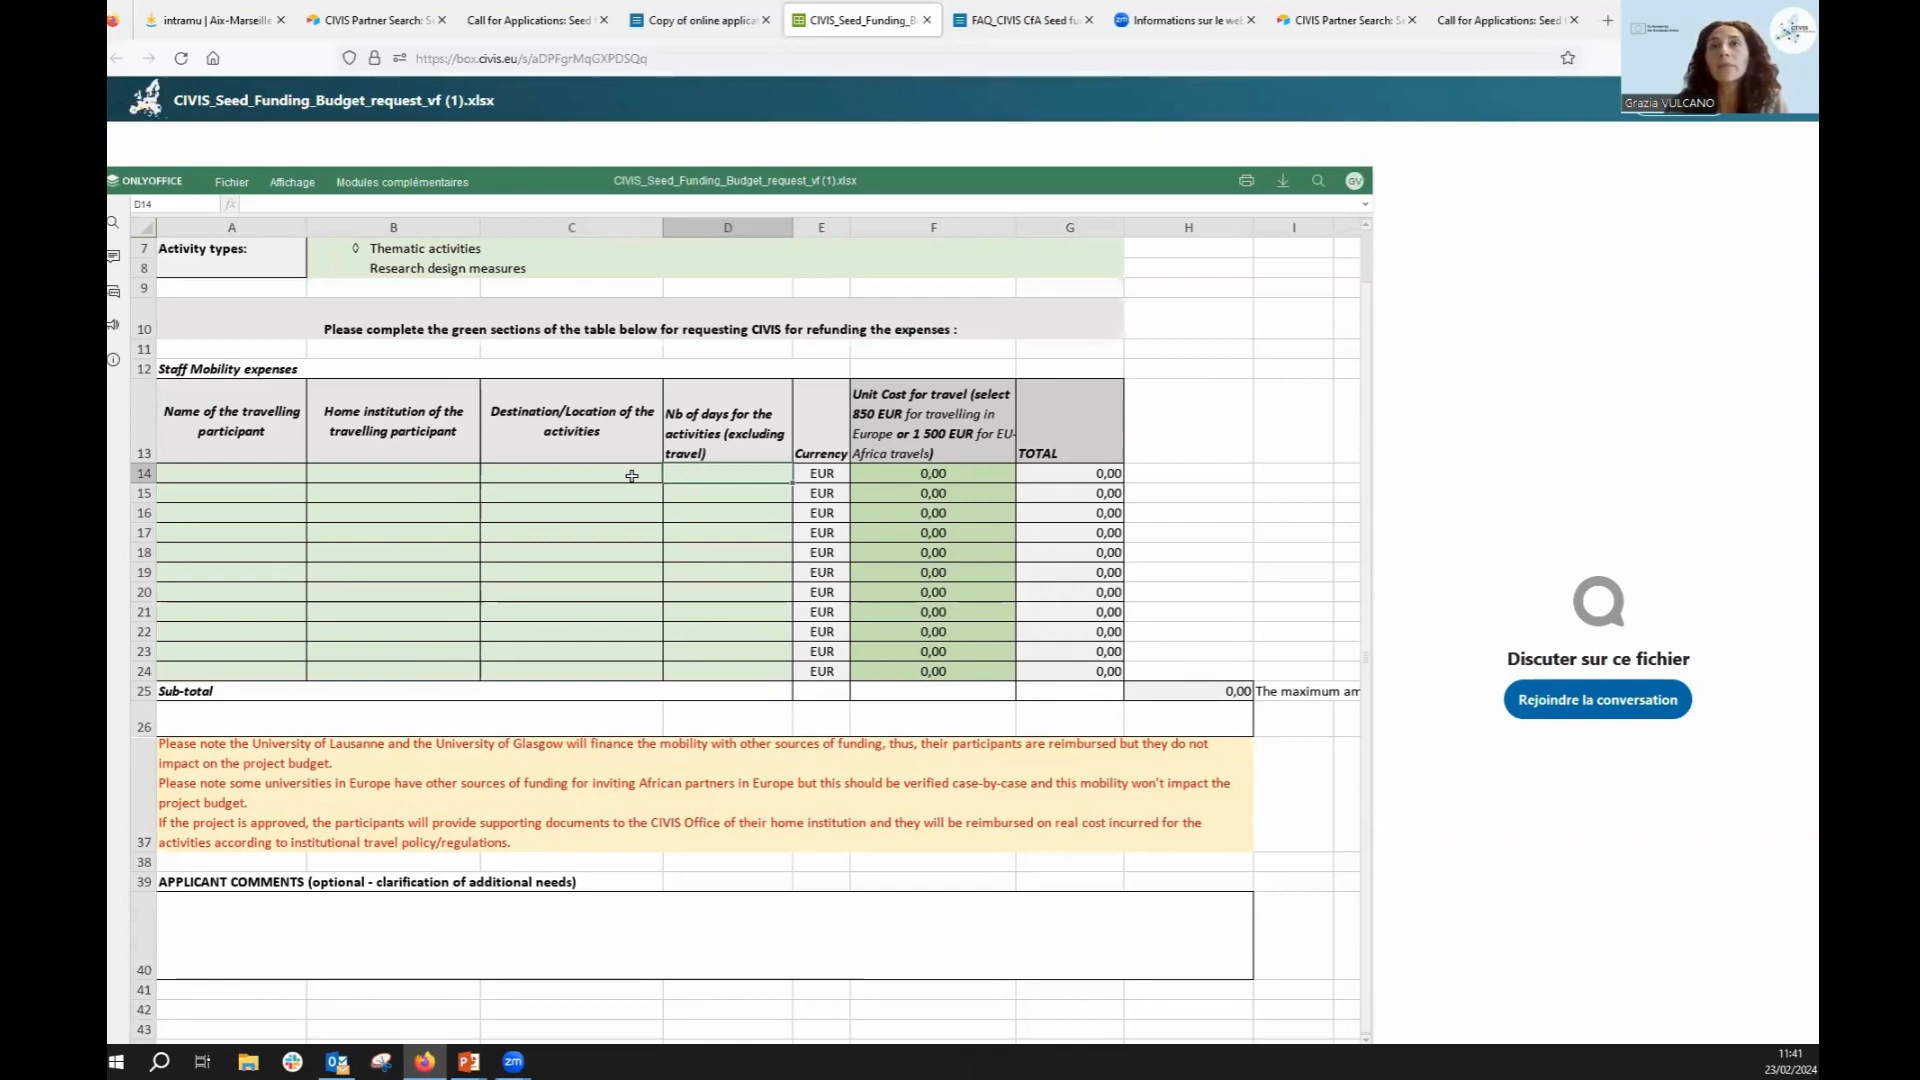 intramu | Aix-Marseille
CIVIS Partner Search: S
Call for Applications: Seed
Copy of online applica
CIVIS_Seed_Funding_B
FAQ_CIVIS CfA Seed fu
Informations sur le we
CIVIS Partner Search: S
Call for Applications: Seed
https://box.civis.eu/s/aDPFgrMqGXPDSQq
CIVIS
Grazia VULCANO
CIVIS_Seed_Funding_Budget_request_vf (1).xlsx
ONLYOFFICE Fichier Affichage Modules complémentaires CIVIS_Seed_Funding_Budget_request_vf (1).xlsx GV
D14 fx
A B C D E F G H I
7 Activity types: ◊ Thematic activities
8 Research design measures
9
10 Please complete the green sections of the table below for requesting CIVIS for refunding the expenses :
11
12 Staff Mobility expenses
Name of the travelling participant
Home institution of the travelling participant
Destination/Location of the activities
Nb of days for the activities (excluding travel)
Currency
Unit Cost for travel (select 850 EUR for travelling in Europe or 1 500 EUR for EU-Africa travels)
TOTAL
13
14 EUR 0,00 0,00
15 EUR 0,00 0,00
16 EUR 0,00 0,00
17 EUR 0,00 0,00
18 EUR 0,00 0,00
19 EUR 0,00 0,00
20 EUR 0,00 0,00
21 EUR 0,00 0,00
22 EUR 0,00 0,00
23 EUR 0,00 0,00
24 EUR 0,00 0,00
25 Sub-total 0,00 The maximum am
26
Please note the University of Lausanne and the University of Glasgow will finance the mobility with other sources of funding, thus, their participants are reimbursed but they do not
impact on the project budget.
Please note some universities in Europe have other sources of funding for inviting African partners in Europe but this should be verified case-by-case and this mobility won't impact the
project budget.
If the project is approved, the participants will provide supporting documents to the CIVIS Office of their home institution and they will be reimbursed on real cost incurred for the
37 activities according to institutional travel policy/regulations.
38
39 APPLICANT COMMENTS (optional - clarification of additional needs)
40
41
42
43
Discuter sur ce fichier
Rejoindre la conversation
zm
11:41
23/02/2024